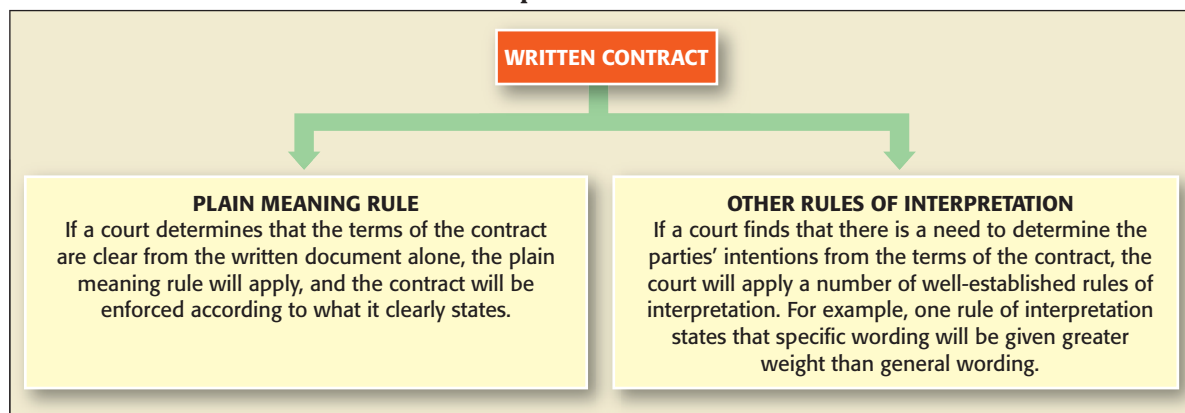 WRITTEN CONTRACT
PLAIN MEANING RULE
If a court determines that the terms of the contract
are clear from the written document alone, the plain
meaning rule will apply, and the contract will be
enforced according to what it clearly states.
OTHER RULES OF INTERPRETATION
If a court finds that there is a need to determine the
parties’ intentions from the terms of the contract, the
court will apply a number of well-established rules of
interpretation. For example, one rule of interpretation
states that specific wording will be given greater
weight than general wording.